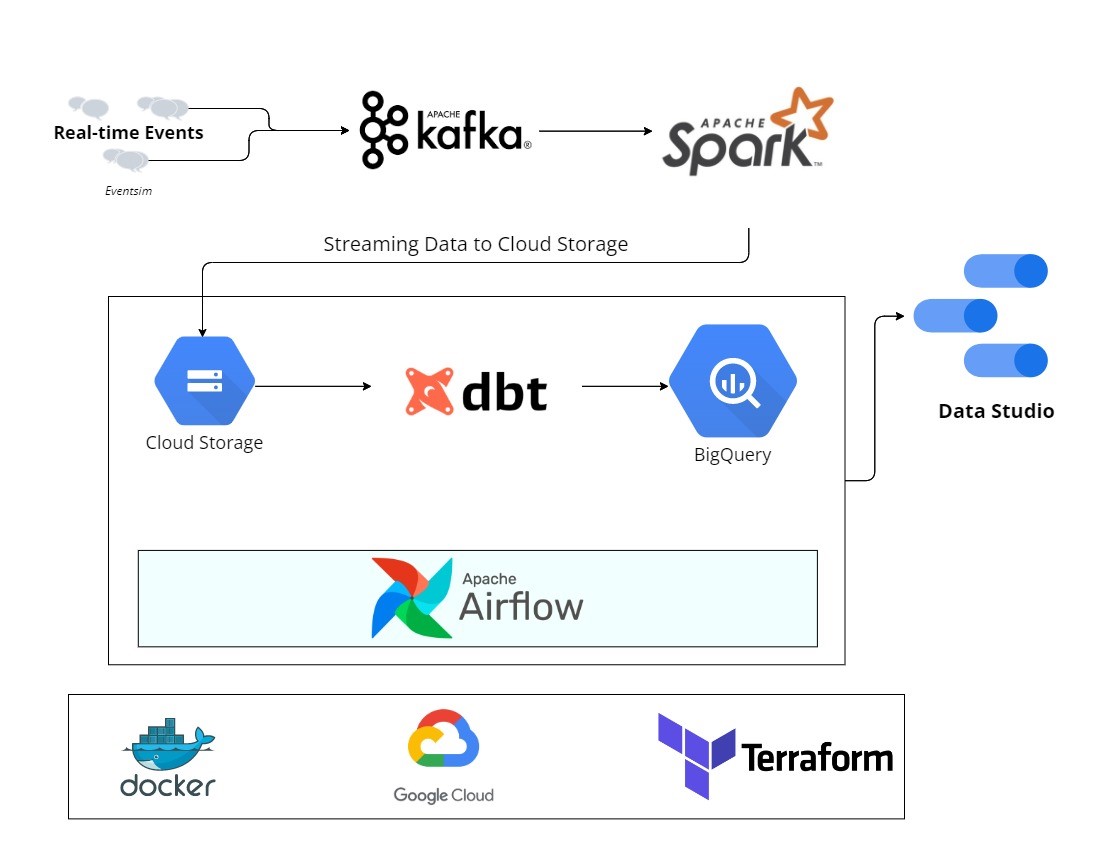 Real-time Events
Eventsim
APACHE
kafka®
APACHE
Spark™
Streaming Data to Cloud Storage
Cloud Storage
dbt
BigQuery
Data Studio
Apache
Airflow
docker
Google Cloud
Terraform